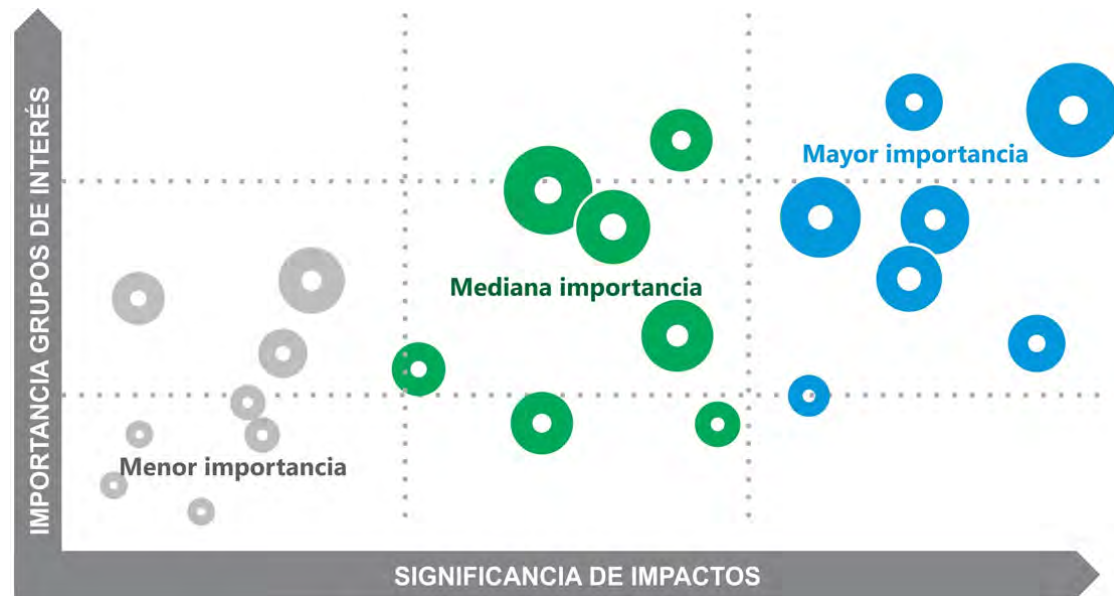 IMPORTANCIA GRUPOS DE INTERÉS
Mayor importancia
Mediana importancia
Menor importancia
SIGNIFICANCIA DE IMPACTOS